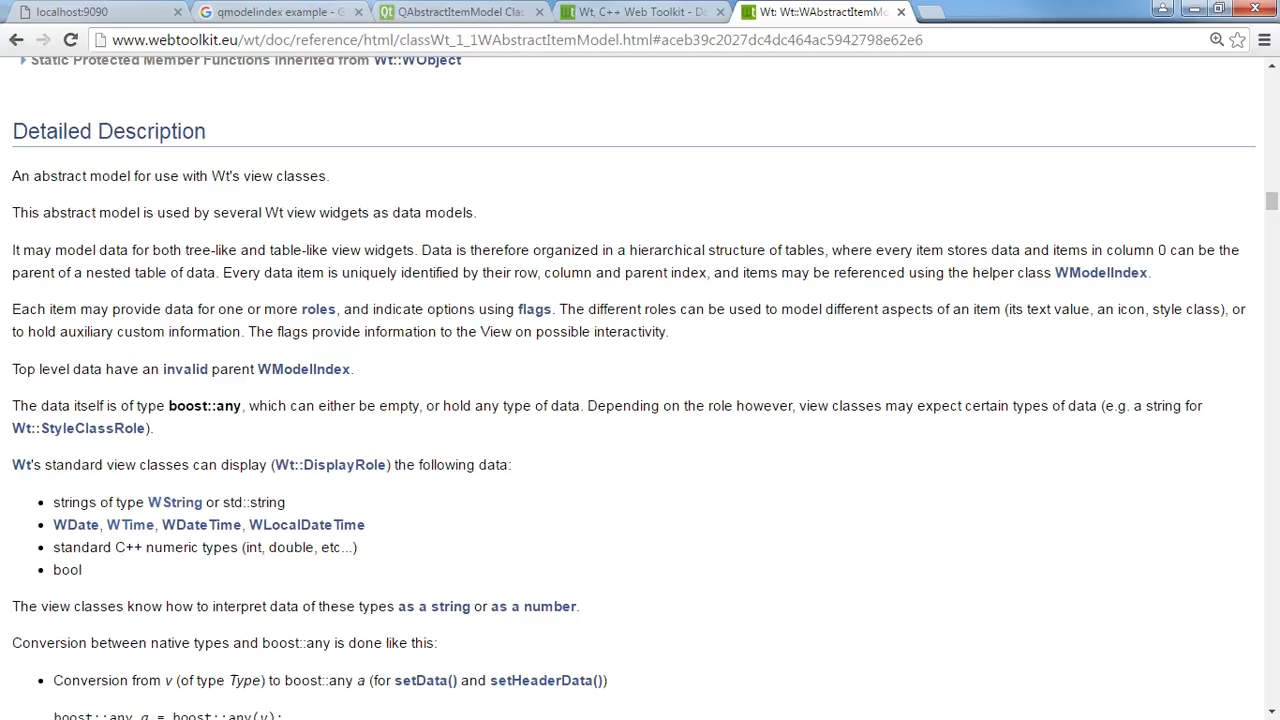 localhost:9090
qmodelindex example - G
QAbstractItemModel Clas
Wt, C++ Web Toolkit - Do
Wt: Wt::WAbstractItemMo
www.webtoolkit.eu/wt/doc/reference/html/classWt_1_1WAbstractItemModel.html#aceb39c2027dc4dc464ac5942798e62e6
Static Protected Member Functions inherited from Wt::WObject
Detailed Description
An abstract model for use with Wt's view classes.
This abstract model is used by several Wt view widgets as data models.
It may model data for both tree-like and table-like view widgets. Data is therefore organized in a hierarchical structure of tables, where every item stores data and items in column 0 can be the
parent of a nested table of data. Every data item is uniquely identified by their row, column and parent index, and items may be referenced using the helper class WModelIndex.
Each item may provide data for one or more roles, and indicate options using flags. The different roles can be used to model different aspects of an item (its text value, an icon, style class), or
to hold auxiliary custom information. The flags provide information to the View on possible interactivity.
Top level data have an invalid parent WModelIndex.
The data itself is of type boost::any, which can either be empty, or hold any type of data. Depending on the role however, view classes may expect certain types of data (e.g. a string for
Wt::StyleClassRole).
Wt's standard view classes can display (Wt::DisplayRole) the following data:
• strings of type WString or std::string
• WDate, WTime, WDateTime, WLocalDateTime
• standard C++ numeric types (int, double, etc...)
• bool
The view classes know how to interpret data of these types as a string or as a number.
Conversion between native types and boost::any is done like this:
• Conversion from v (of type Type) to boost::any a (for setData() and setHeaderData())
boost::any a = boost::any(v);